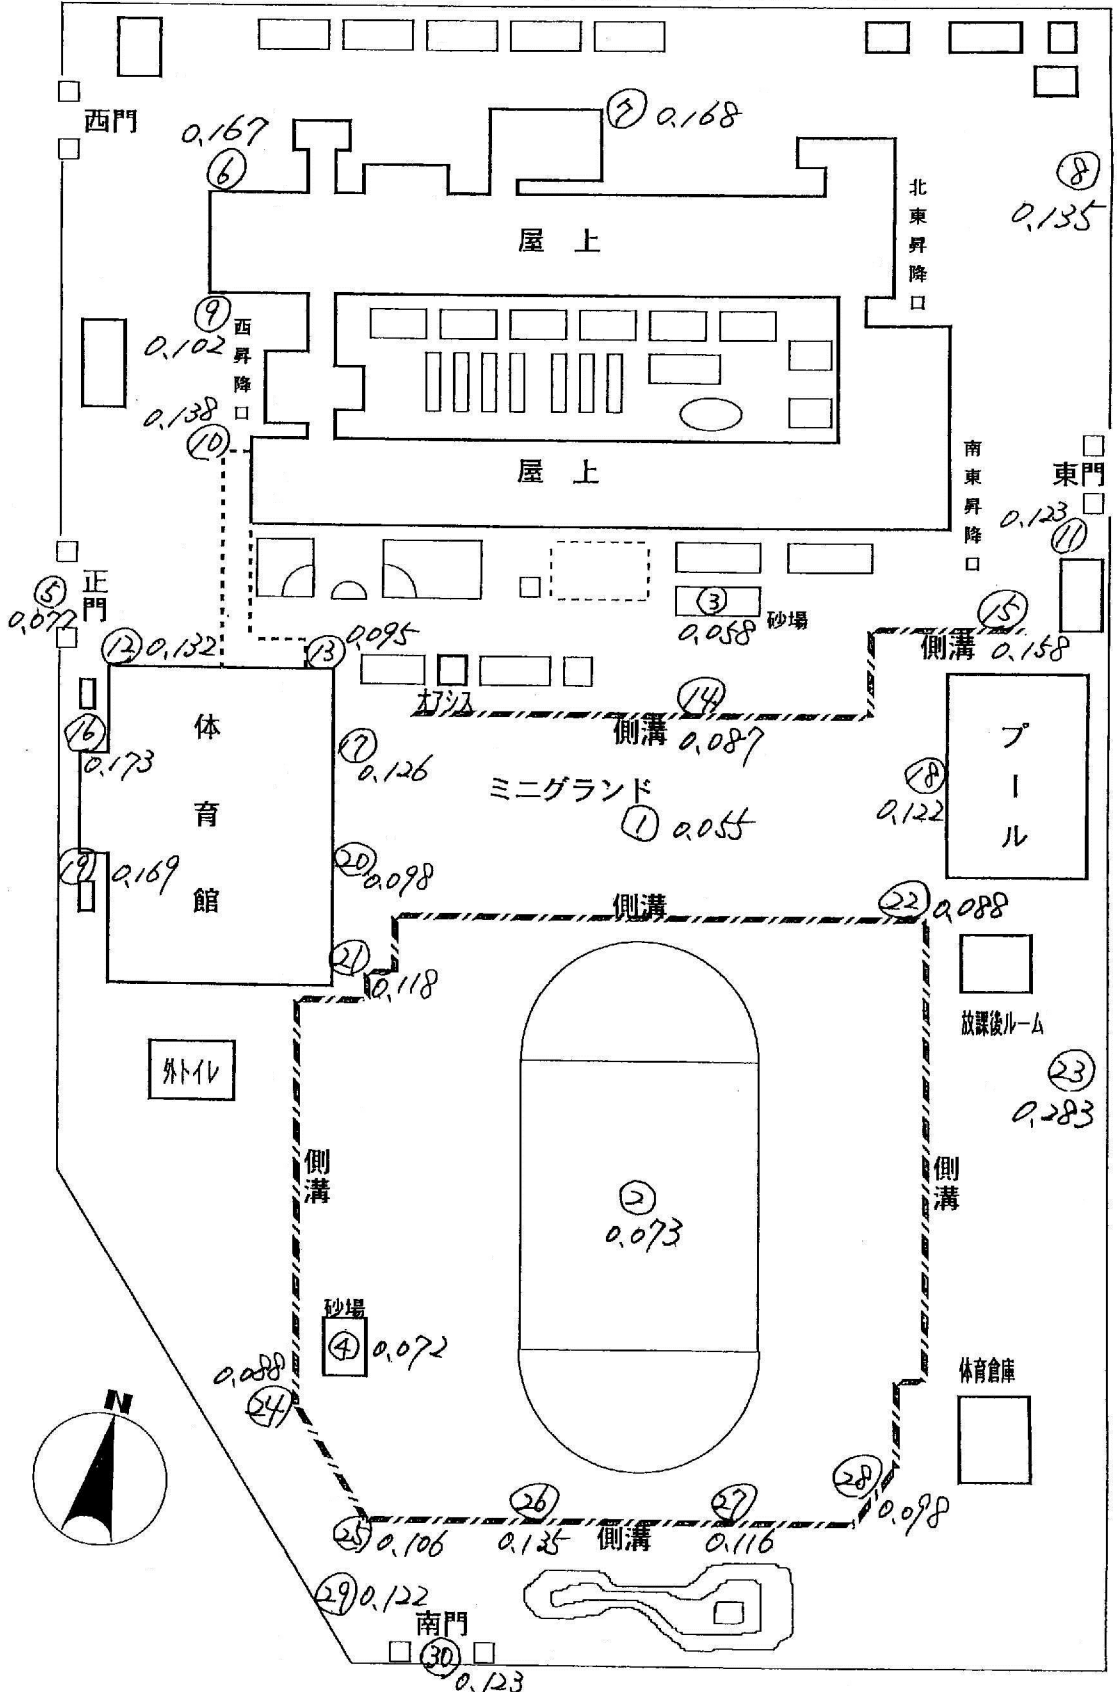 西門
0.167
⑥
⑦ 0.168
⑧
0.135
北東昇降口
屋上
⑨
0.102
西昇降口
0.138
⑩
屋上
南東昇降口
東門
0.123
⑪
正門
⑤
0.072
③
0.058
砂場
⑮
側溝 0.158
⑫ 0.132
⑬ 0.095
オアシス
⑭
側溝 0.087
体育館
⑯
0.173
⑰
0.126
ミニグランド
① 0.055
プール
⑱
0.122
⑲ 0.169
⑳
0.098
側溝
㉒ 0.088
㉑
0.118
放課後ルーム
外トイレ
㉓
0.283
側溝
側溝
②
0.073
砂場
④ 0.072
0.088
㉔
体育倉庫
N
㉘
0.098
㉖
㉗
㉕ 0.106
0.135
側溝
0.116
㉙ 0.122
南門
㉚
0.123